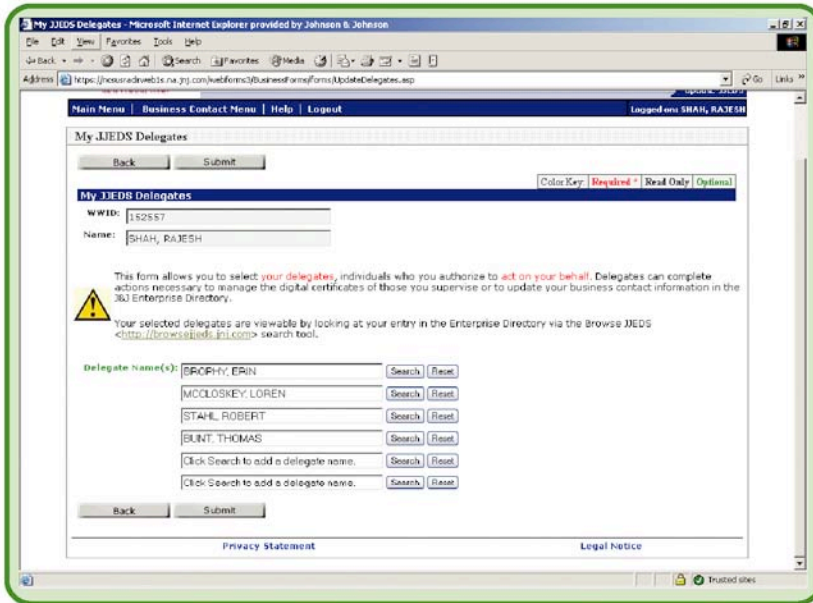 My JJEDS Delegates - Microsoft Internet Explorer provided by Johnson & Johnson
File Edit View Favorites Tools Help
Back Search Favorites Media
Address https://ncsusradirweb1s.na.jnj.com/webforms3/BusinessForms/forms/UpdateDelegates.asp Go Links »
Main Menu | Business Contact Menu | Help | Logout Logged on: SHAH, RAJESH
My JJEDS Delegates
Back Submit
Color Key: Required * Read Only Optional
My JJEDS Delegates
WWID: 152557
Name: SHAH, RAJESH
This form allows you to select your delegates, individuals who you authorize to act on your behalf. Delegates can complete
actions necessary to manage the digital certificates of those you supervise or to update your business contact information in the
J&J Enterprise Directory.
Your selected delegates are viewable by looking at your entry in the Enterprise Directory via the Browse JJEDS
<http://browsejjeds.jnj.com> search tool.
Delegate Name(s): BROPHY, ERIN Search Reset
MCCLOSKEY, LOREN Search Reset
STAHL, ROBERT Search Reset
BUNT, THOMAS Search Reset
Click Search to add a delegate name. Search Reset
Click Search to add a delegate name. Search Reset
Back Submit
Privacy Statement Legal Notice
Trusted sites